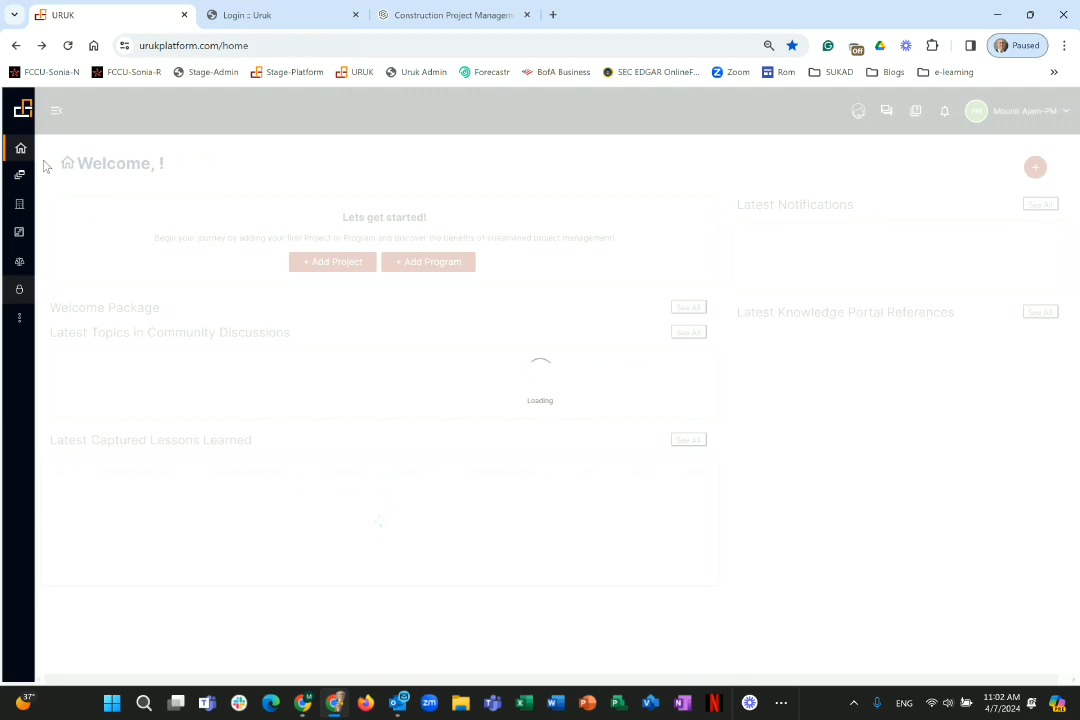 URUK
Login :: Uruk
Construction Project Managem
urukplatform.com/home
Off
Paused
FCCU-Sonia-N
FCCU-Sonia-R
Stage-Admin
Stage-Platform
URUK
Uruk Admin
Forecastr
BofA Business
SEC EDGAR OnlineF...
Zoom
Rom
SUKAD
Blogs
e-learning
PM
Mounir Ajam-PM
Welcome, !
Lets get started!
Begin your journey by adding your first Project or Program and discover the benefits of streamlined project management!
+ Add Project
+ Add Program
Latest Notifications
See All
Welcome Package
See All
Latest Knowledge Portal References
See All
Latest Topics in Community Discussions
See All
Loading
Latest Captured Lessons Learned
See All
37°
ENG
11:02 AM
4/7/2024